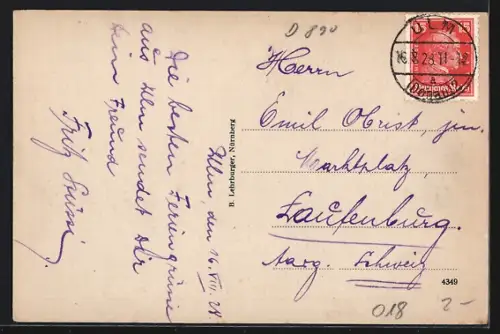 Ulm, den 16. VIII. 28
Die besten Feriengrüsse
aus Ulm sendet Dir
Dein Freund
Fritz
B. Lehrburger, Nürnberg
D 890
ULM
16.8.28.11-12
A
(DONAU)
Herrn
Emil Obrist, jun.
Marktplatz,
Laufenburg.
Aarg. Schweiz
4349
018 2-